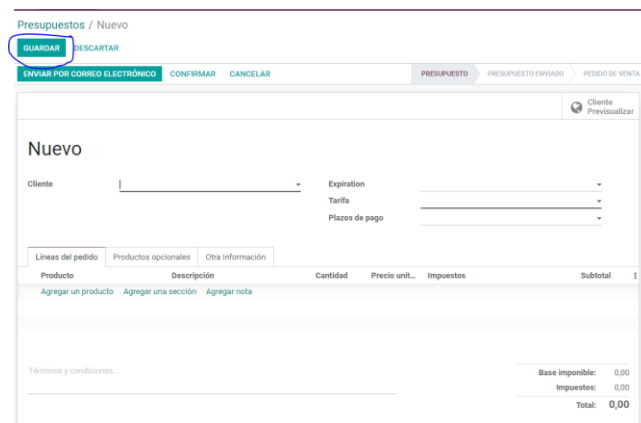 Presupuestos / Nuevo
GUARDAR DESCARTAR
ENVIAR POR CORREO ELECTRÓNICO CONFIRMAR CANCELAR PRESUPUESTO PRESUPUESTO ENVIADO PEDIDO DE VENTA
Cliente
Previsualizar
Nuevo
Cliente Expiration
Tarifa
Plazos de pago
Líneas del pedido Productos opcionales Otra Información
Producto Descripción Cantidad Precio unit... Impuestos Subtotal
Agregar un producto Agregar una sección Agregar nota
Términos y condiciones...
Base imponible: 0,00
Impuestos: 0,00
Total: 0,00